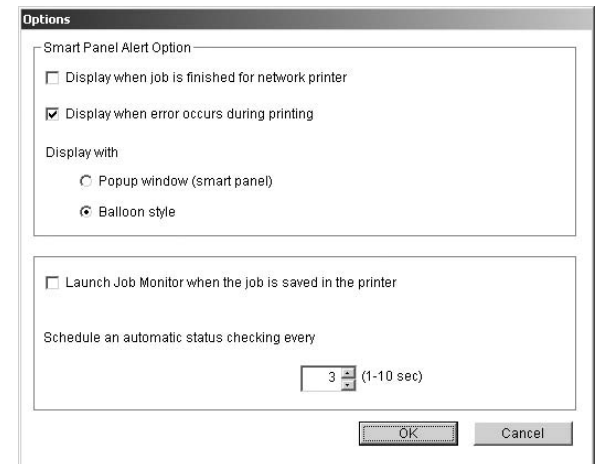 Options
Smart Panel Alert Option
Display when job is finished for network printer
Display when error occurs during printing
Display with
Popup window (smart panel)
Balloon style
Launch Job Monitor when the job is saved in the printer
Schedule an automatic status checking every
3 (1-10 sec)
OK Cancel